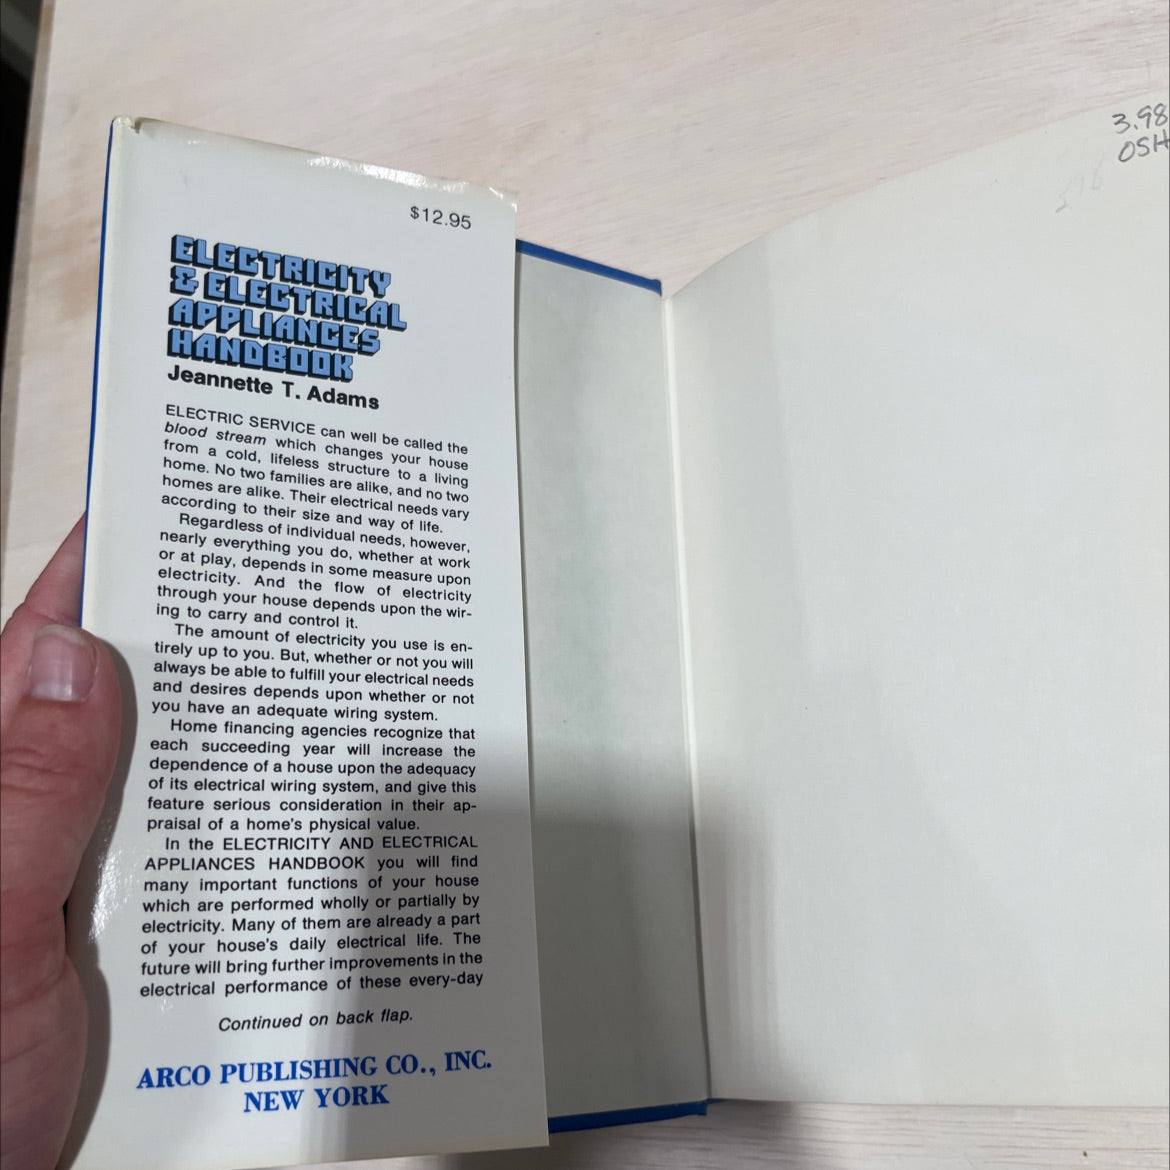 $12.95
ELECTRICITY
& ELECTRICAL
APPLIANCES
HANDBOOK
Jeannette T. Adams
ELECTRIC SERVICE can well be called the
blood stream which changes your house
from a cold, lifeless structure to a living
home. No two families are alike, and no two
homes are alike. Their electrical needs vary
according to their size and way of life.
Regardless of individual needs, however,
nearly everything you do, whether at work
or at play, depends in some measure upon
electricity. And the flow of electricity
through your house depends upon the wir-
ing to carry and control it.
The amount of electricity you use is en-
tirely up to you. But, whether or not you will
always be able to fulfill your electrical needs
and desires depends upon whether or not
you have an adequate wiring system.
Home financing agencies recognize that
each succeeding year will increase the
dependence of a house upon the adequacy
of its electrical wiring system, and give this
feature serious consideration in their ap-
praisal of a home's physical value.
In the ELECTRICITY AND ELECTRICAL
APPLIANCES HANDBOOK you will find
many important functions of your house
which are performed wholly or partially by
electricity. Many of them are already a part
of your house's daily electrical life. The
future will bring further improvements in the
electrical performance of these every-day
Continued on back flap.
ARCO PUBLISHING CO., INC.
NEW YORK
3.98
OSH